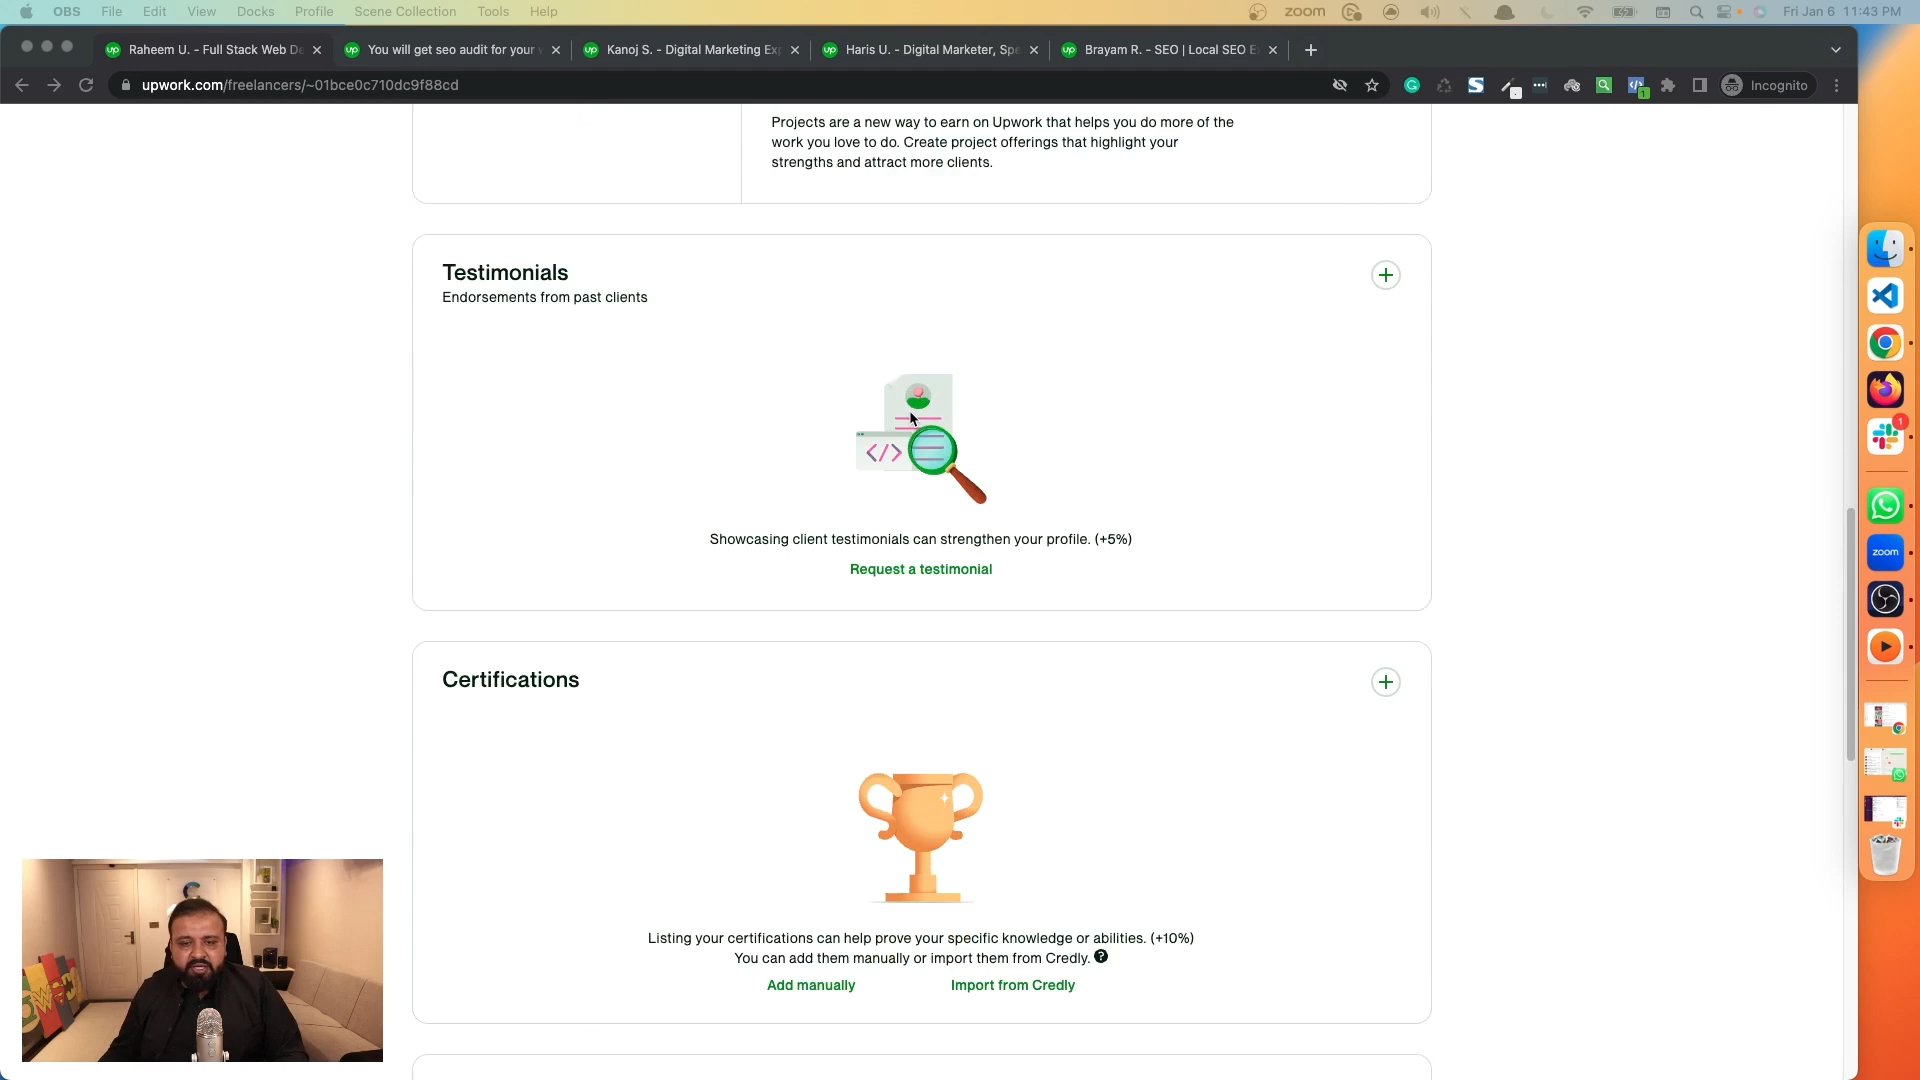 OBS File Edit View Docks Profile Scene Collection Tools Help zoom Fri Jan 6 11:43 PM
Raheem U. - Full Stack Web De You will get seo audit for your Kanoj S. - Digital Marketing Ex Haris U. - Digital Marketer, Spe Brayam R. - SEO | Local SEO E
upwork.com/freelancers/~01bce0c710dc9f88cd Incognito
Projects are a new way to earn on Upwork that helps you do more of the
work you love to do. Create project offerings that highlight your
strengths and attract more clients.
Testimonials
Endorsements from past clients
Showcasing client testimonials can strengthen your profile. (+5%)
Request a testimonial
Certifications
Listing your certifications can help prove your specific knowledge or abilities. (+10%)
You can add them manually or import them from Credly.
Add manually Import from Credly
zoom